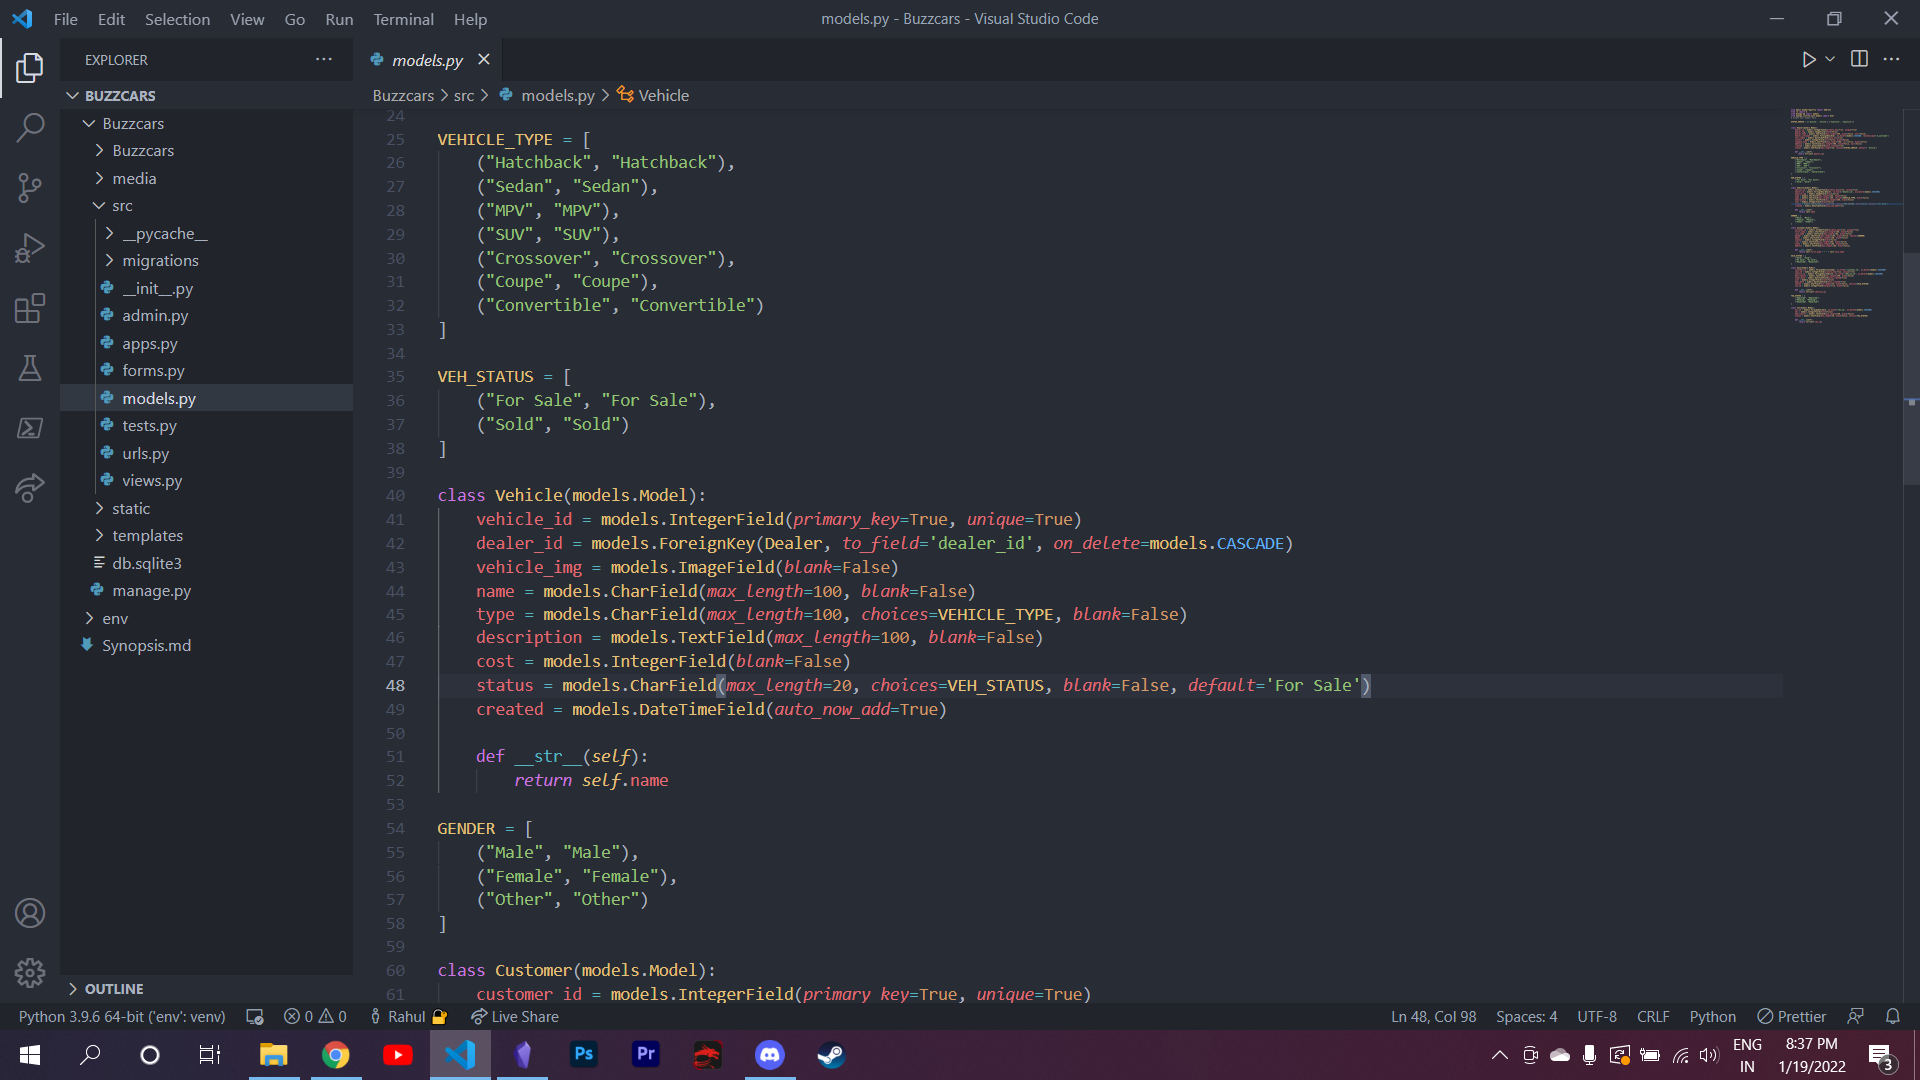 File Edit Selection View Go Run Terminal Help
models.py - Buzzcars - Visual Studio Code
EXPLORER
models.py
BUZZCARS
Buzzcars
Buzzcars
media
src
__pycache__
migrations
__init__.py
admin.py
apps.py
forms.py
models.py
tests.py
urls.py
views.py
static
templates
db.sqlite3
manage.py
env
Synopsis.md
OUTLINE
Buzzcars > src > models.py > Vehicle
24
25 VEHICLE_TYPE = [
26 ("Hatchback", "Hatchback"),
27 ("Sedan", "Sedan"),
28 ("MPV", "MPV"),
29 ("SUV", "SUV"),
30 ("Crossover", "Crossover"),
31 ("Coupe", "Coupe"),
32 ("Convertible", "Convertible")
33 ]
34
35 VEH_STATUS = [
36 ("For Sale", "For Sale"),
37 ("Sold", "Sold")
38 ]
39
40 class Vehicle(models.Model):
41 vehicle_id = models.IntegerField(primary_key=True, unique=True)
42 dealer_id = models.ForeignKey(Dealer, to_field='dealer_id', on_delete=models.CASCADE)
43 vehicle_img = models.ImageField(blank=False)
44 name = models.CharField(max_length=100, blank=False)
45 type = models.CharField(max_length=100, choices=VEHICLE_TYPE, blank=False)
46 description = models.TextField(max_length=100, blank=False)
47 cost = models.IntegerField(blank=False)
48 status = models.CharField(max_length=20, choices=VEH_STATUS, blank=False, default='For Sale')
49 created = models.DateTimeField(auto_now_add=True)
50
51 def __str__(self):
52 return self.name
53
54 GENDER = [
55 ("Male", "Male"),
56 ("Female", "Female"),
57 ("Other", "Other")
58 ]
59
60 class Customer(models.Model):
61 customer_id = models.IntegerField(primary_key=True, unique=True)
Python 3.9.6 64-bit ('env': venv) 0 0 Rahul Live Share
Ln 48, Col 98 Spaces: 4 UTF-8 CRLF Python Prettier
Ps Pr
ENG
IN
8:37 PM
1/19/2022
3